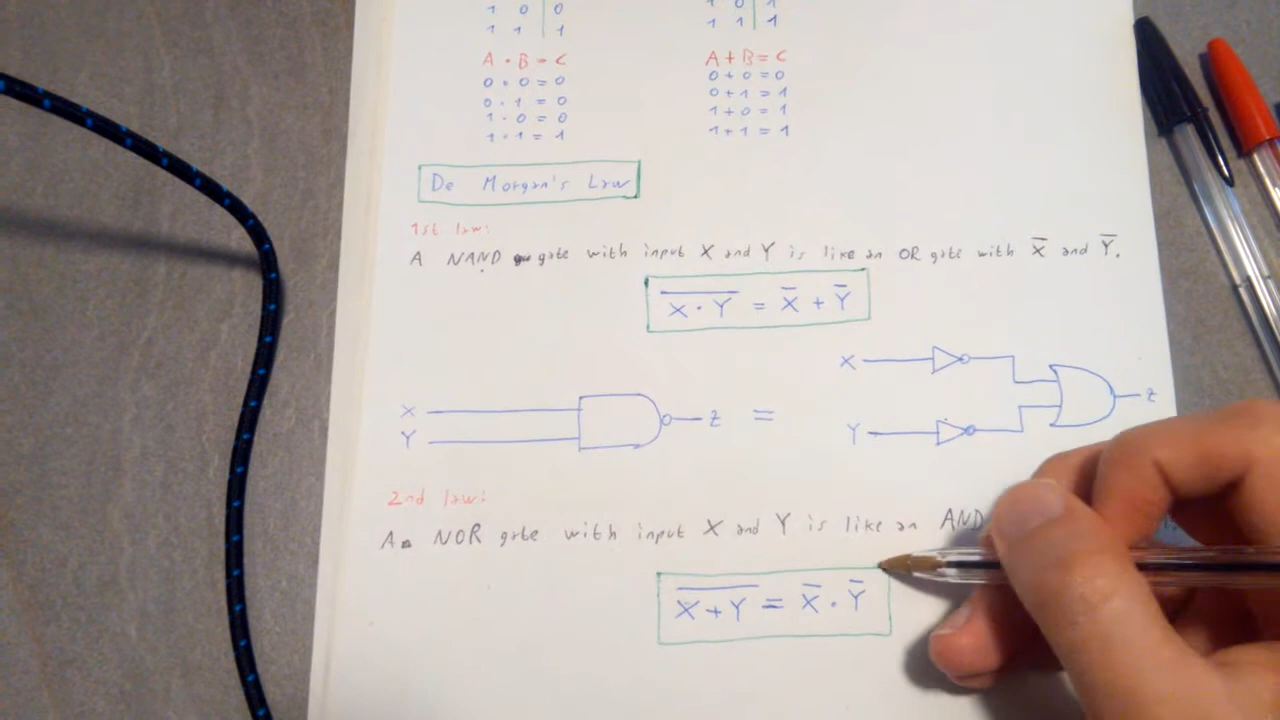 1 0 0
1 1 1
1 0 1
1 1 1
A · B = C
0 · 0 = 0
0 · 1 = 0
1 · 0 = 0
1 · 1 = 1
A + B = C
0 + 0 = 0
0 + 1 = 1
1 + 0 = 1
1 + 1 = 1
De Morgan's Law
1st law:
A NAND gate with input X and Y is like an OR gate with X̅ and Y̅.
X̅ ̅·̅ ̅Y̅ = X̅ + Y̅
X
Y
z
=
X
Y
z
2nd law:
A NOR gate with input X and Y is like an AND
X̅ ̅+̅ ̅Y̅ = X̅ · Y̅